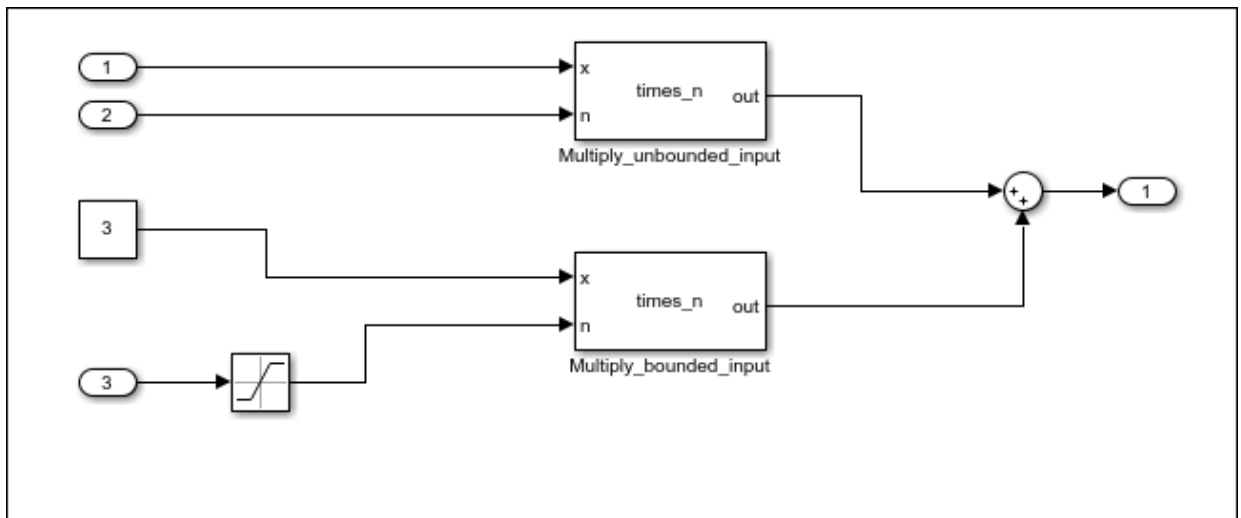 1
x
times_n
out
2
n
Multiply_unbounded_input
+
+
1
3
x
times_n
out
n
Multiply_bounded_input
3